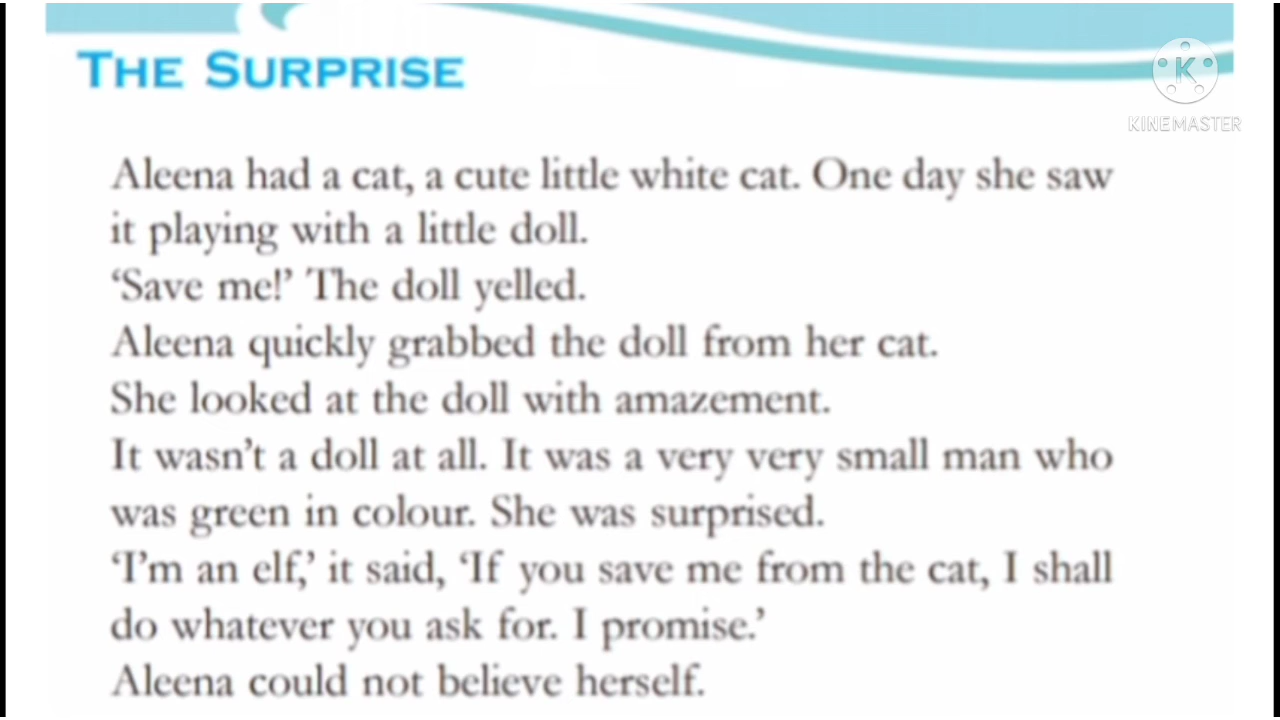 THE SURPRISE
KINEMASTER
Aleena had a cat, a cute little white cat. One day she saw
it playing with a little doll.
‘Save me!’ The doll yelled.
Aleena quickly grabbed the doll from her cat.
She looked at the doll with amazement.
It wasn’t a doll at all. It was a very very small man who
was green in colour. She was surprised.
‘I’m an elf,’ it said, ‘If you save me from the cat, I shall
do whatever you ask for. I promise.’
Aleena could not believe herself.